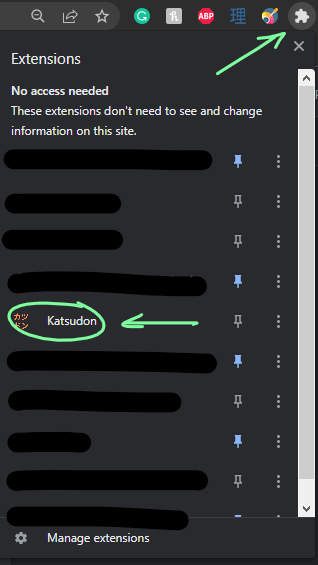 ABP
理
Extensions
No access needed
These extensions don't need to see and change
information on this site.
カツ
ドン
Katsudon
Manage extensions